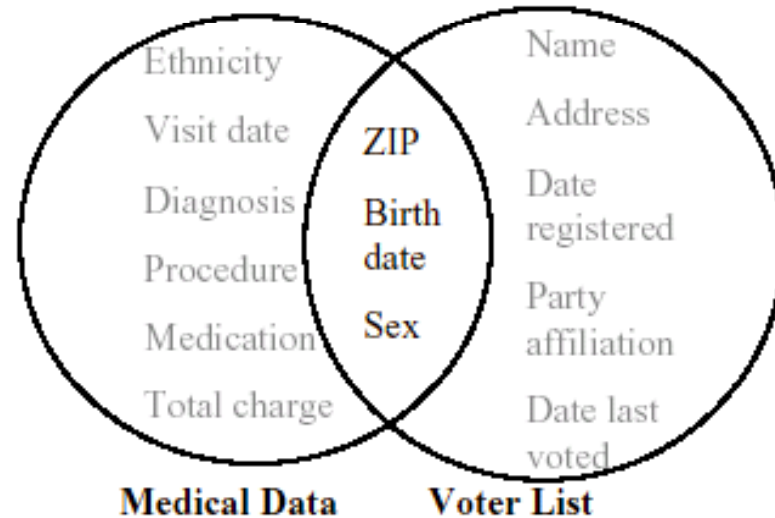 Ethnicity
Visit date
Diagnosis
Procedure
Medication
Total charge
ZIP
Birth
date
Sex
Name
Address
Date
registered
Party
affiliation
Date last
voted
Medical Data
Voter List